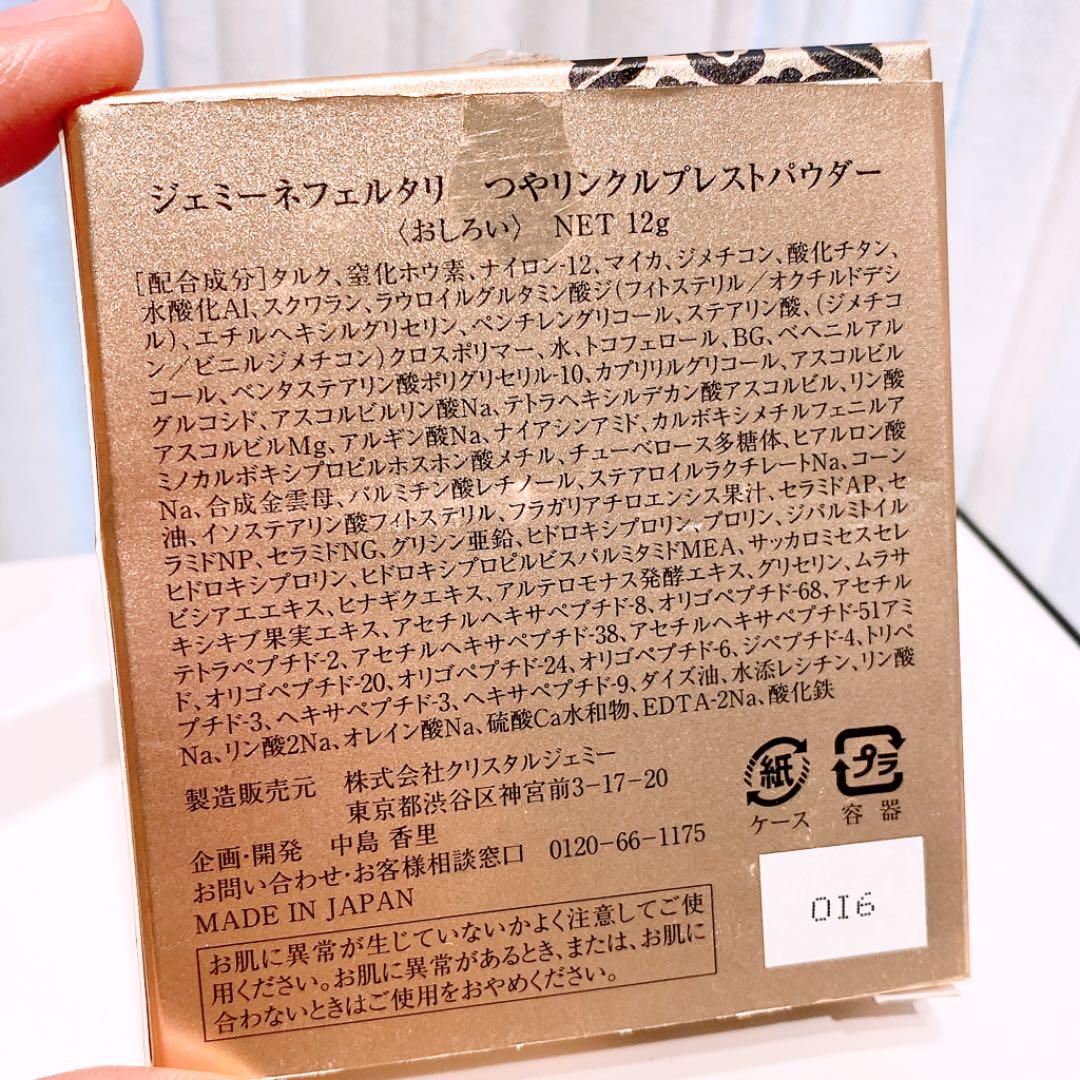 ジェミーネフェルタリ　つやリンクルプレストパウダー
〈おしろい〉 NET 12g
[配合成分]タルク、窒化ホウ素、ナイロン-12、マイカ、ジメチコン、酸化チタン、
水酸化Al、スクワラン、ラウロイルグルタミン酸ジ(フィトステリル／オクチルドデシ
ル)、エチルヘキシルグリセリン、ペンチレングリコール、ステアリン酸、(ジメチコ
ン／ビニルジメチコン)クロスポリマー、水、トコフェロール、BG、ベヘニルアル
コール、ペンタステアリン酸ポリグリセリル-10、カプリリルグリコール、アスコルビル
グルコシド、アスコルビルリン酸Na、テトラヘキシルデカン酸アスコルビル、リン酸
アスコルビルMg、アルギン酸Na、ナイアシンアミド、カルボキシメチルフェニルア
ミノカルボキシプロピルホスホン酸メチル、チューベロース多糖体、ヒアルロン酸
Na、合成金雲母、パルミチン酸レチノール、ステアロイルラクチレートNa、コーン
油、イソステアリン酸フィトステリル、フラガリアチロエンシス果汁、セラミドAP、セ
ラミドNP、セラミドNG、グリシン亜鉛、ヒドロキシプロリン、プロリン、ジパルミトイル
ヒドロキシプロリン、ヒドロキシプロピルビスパルミタミドMEA、サッカロミセスセレ
ビシアエエキス、ヒナギクエキス、アルテロモナス発酵エキス、グリセリン、ムラサ
キシキブ果実エキス、アセチルヘキサペプチド-8、オリゴペプチド-68、アセチル
テトラペプチド-2、アセチルヘキサペプチド-38、アセチルヘキサペプチド-51アミ
ド、オリゴペプチド-20、オリゴペプチド-24、オリゴペプチド-6、ジペプチド-4、トリペ
プチド-3、ヘキサペプチド-3、ヘキサペプチド-9、ダイズ油、水添レシチン、リン酸
Na、リン酸2Na、オレイン酸Na、硫酸Ca水和物、EDTA-2Na、酸化鉄
製造販売元　株式会社クリスタルジェミー
東京都渋谷区神宮前3-17-20
企画・開発　中島 香里
お問い合わせ・お客様相談窓口　0120-66-1175
MADE IN JAPAN
お肌に異常が生じていないかよく注意してご使
用ください。お肌に異常があるとき、または、お肌に
合わないときはご使用をおやめください。
紙
ケース
プラ
容器
016